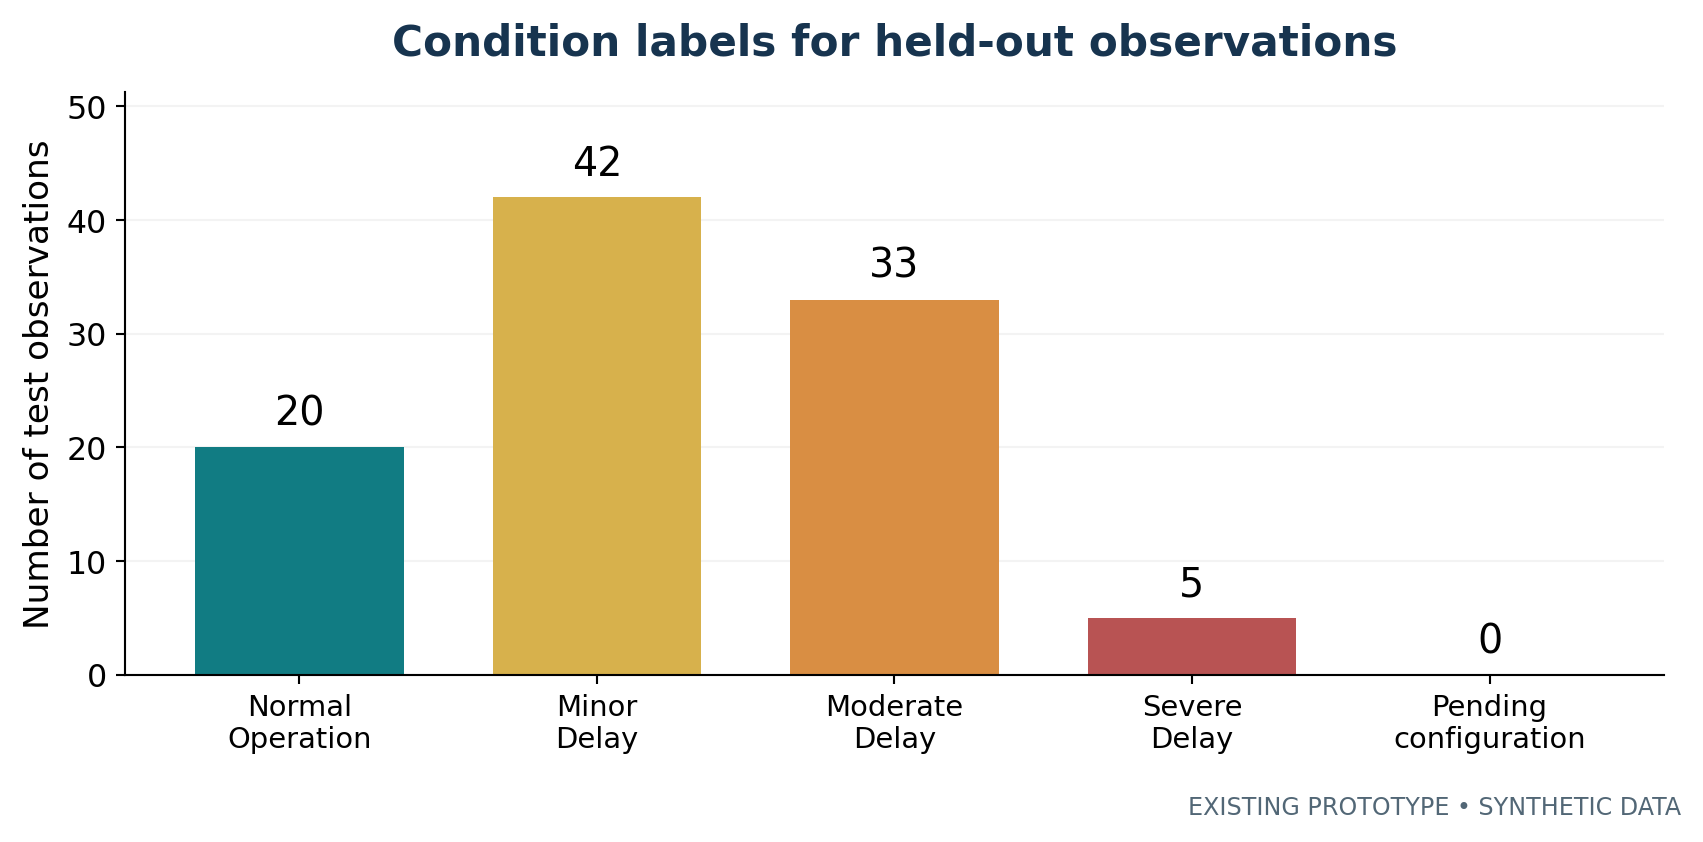 Condition labels for held-out observations
Number of test observations
50
40
30
20
10
0
20
42
33
5
0
Normal
Operation
Minor
Delay
Moderate
Delay
Severe
Delay
Pending
configuration
EXISTING PROTOTYPE • SYNTHETIC DATA